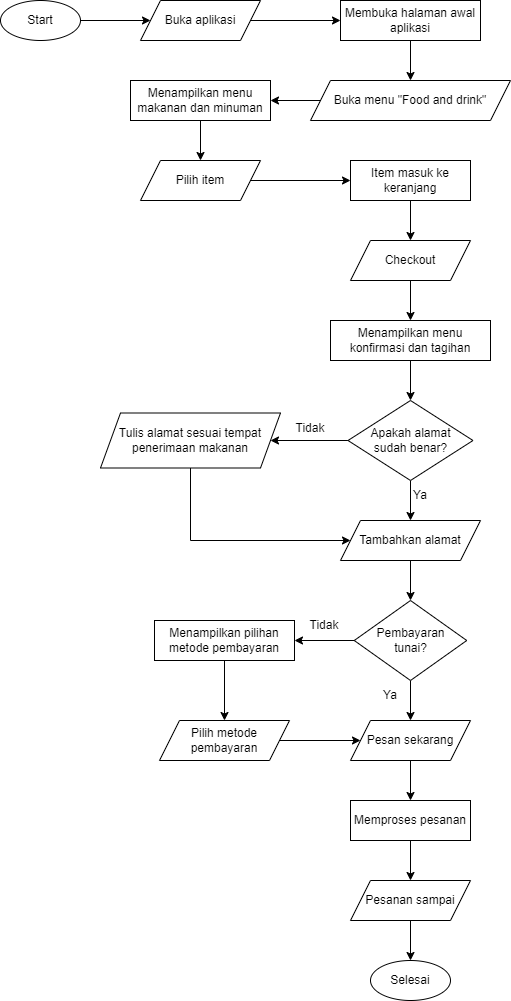 Start
Buka aplikasi
Membuka halaman awal
aplikasi
Menampilkan menu
makanan dan minuman
Buka menu "Food and drink"
Pilih item
Item masuk ke
keranjang
Checkout
Menampilkan menu
konfirmasi dan tagihan
Tulis alamat sesuai tempat
penerimaan makanan
Tidak
Apakah alamat
sudah benar?
Ya
Tambahkan alamat
Menampilkan pilihan
metode pembayaran
Tidak
Pembayaran
tunai?
Ya
Pilih metode
pembayaran
Pesan sekarang
Memproses pesanan
Pesanan sampai
Selesai